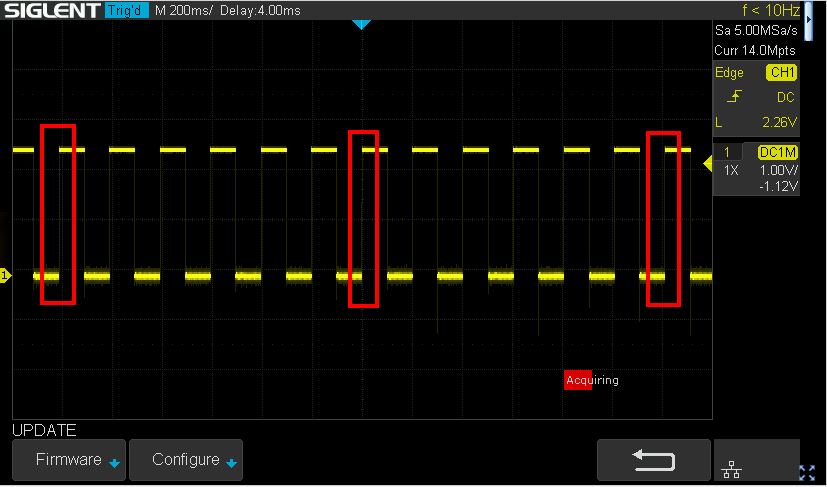 SIGLENT Trig'd M 200ms/ Delay:4.00ms f < 10Hz
Sa 5.00MSa/s
Curr 14.0Mpts
Edge CH1
DC
L 2.26V
1 DC1M
1X 1.00V/
-1.12V
1
Acquiring
UPDATE
Firmware Configure